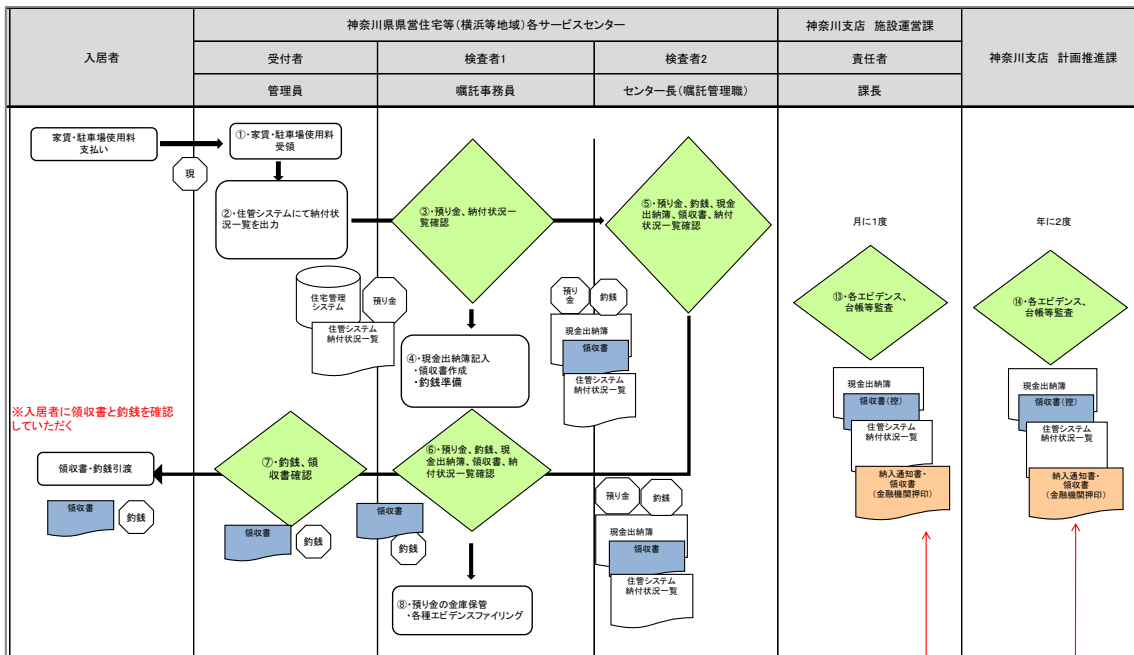 入居者
神奈川県県営住宅等(横浜等地域)各サービスセンター
神奈川支店 施設運営課
神奈川支店 計画推進課
受付者
検査者1
検査者2
責任者
管理員
嘱託事務員
センター長(嘱託管理職)
課長
家賃・駐車場使用料
支払い
現
①・家賃・駐車場使用料
受領
②・住管システムにて納付状
況一覧を出力
③・預り金、納付状況一
覧確認
⑤・預り金、釣銭、現金
出納簿、領収書、納付
状況一覧確認
月に1度
年に2度
⑬・各エビデンス、
台帳等監査
⑭・各エビデンス、
台帳等監査
住宅管理
システム
預り金
住管システム
納付状況一覧
預り
金
釣銭
現金出納簿
領収書
住管システム
納付状況一覧
④・現金出納簿記入
・領収書作成
・釣銭準備
現金出納簿
領収書(控)
住管システム
納付状況一覧
納入通知書・
領収書
(金融機関押印)
現金出納簿
領収書(控)
住管システム
納付状況一覧
納入通知書・
領収書
(金融機関押印)
※入居者に領収書と釣銭を確認
していただく
領収書・釣銭引渡
領収書
釣銭
⑦・釣銭、領
収書確認
領収書
釣銭
⑥・預り金、釣銭、現
金出納簿、領収書、納
付状況一覧確認
領収書
釣銭
預り金
釣銭
現金出納簿
領収書
住管システム
納付状況一覧
⑧・預り金の金庫保管
・各種エビデンスファイリング